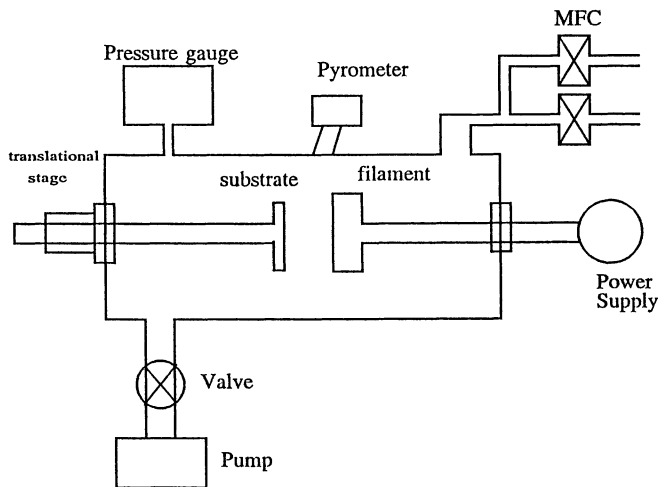 MFC
Pressure gauge
Pyrometer
translational
stage
substrate
filament
Power
Supply
Valve
Pump